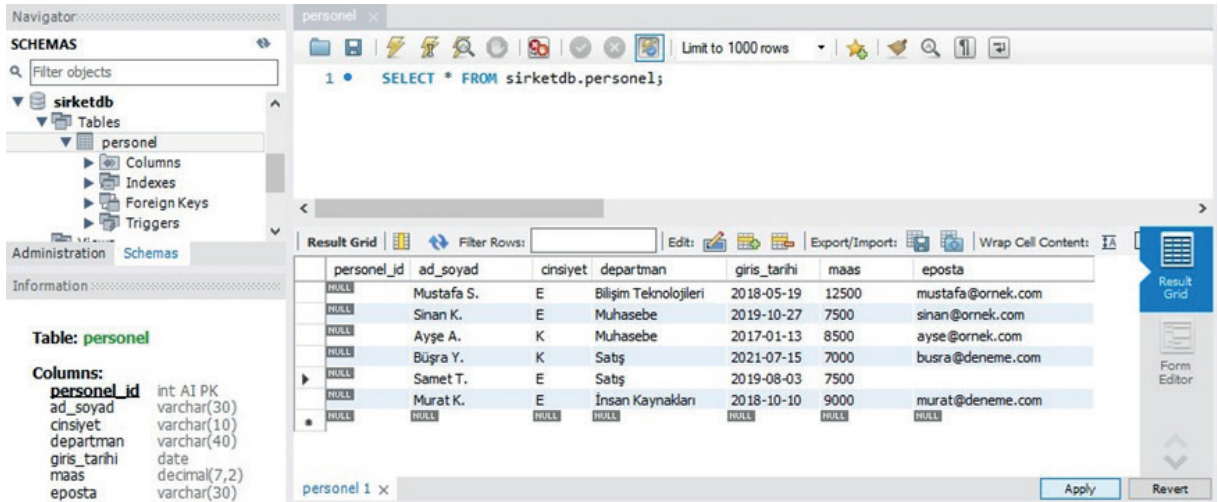 Navigator
SCHEMAS
Filter objects
sirketdb
Tables
personel
Columns
Indexes
Foreign Keys
Triggers
Administration Schemas
Information
Table: personel
Columns:
personel_id int AI PK
ad_soyad varchar(30)
cinsiyet varchar(10)
departman varchar(40)
giris_tarihi date
maas decimal(7,2)
eposta varchar(30)
personel
Limit to 1000 rows
1 SELECT * FROM sirketdb.personel;
Result Grid Filter Rows: Edit: Export/Import: Wrap Cell Content:
personel_id ad_soyad cinsiyet departman giris_tarihi maas eposta
NULL Mustafa S. E Bilişim Teknolojileri 2018-05-19 12500 mustafa@ornek.com
NULL Sinan K. E Muhasebe 2019-10-27 7500 sinan@ornek.com
NULL Ayşe A. K Muhasebe 2017-01-13 8500 ayse@ornek.com
NULL Büşra Y. K Satış 2021-07-15 7000 busra@deneme.com
NULL Samet T. E Satış 2019-08-03 7500
NULL Murat K. E İnsan Kaynakları 2018-10-10 9000 murat@deneme.com
NULL NULL NULL NULL NULL NULL NULL
Result
Grid
Form
Editor
personel 1
Apply Revert